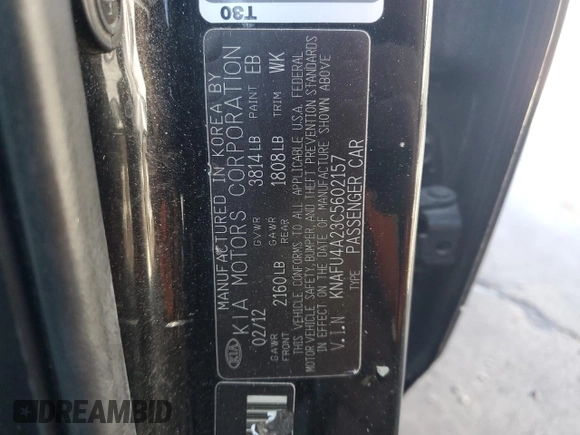 T30
MANUFACTURED IN KOREA BY
KIA MOTORS CORPORATION
02/12 GVWR 3814LB PAINT EB
GAWR FRONT 2160LB GAWR REAR 1808LB TRIM WK
THIS VEHICLE CONFORMS TO ALL APPLICABLE U.S.A. FEDERAL
MOTOR VEHICLE SAFETY, BUMPER, AND THEFT PREVENTION STANDARDS
IN EFFECT ON THE DATE OF MANUFACTURE SHOWN ABOVE
V.I.N KNAFU4A23C5602157
TYPE PASSENGER CAR
KIA
DREAMBID